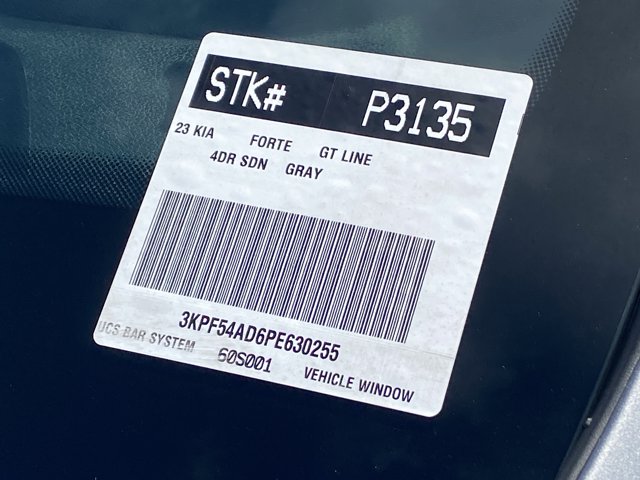 STK# P3135
23 KIA FORTE GT LINE
4DR SDN GRAY
3KPF54AD6PE630255
UCS BAR SYSTEM 60S001 VEHICLE WINDOW